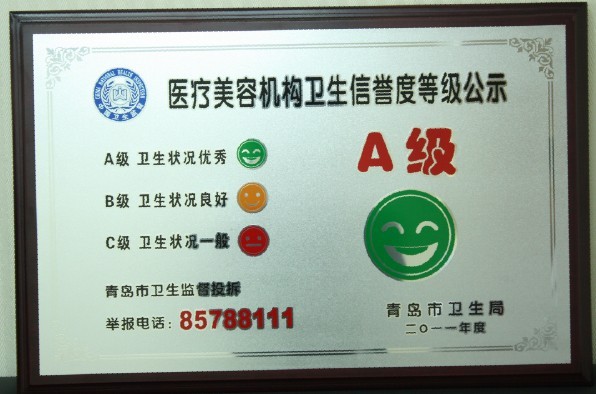 医疗美容机构卫生信誉度等级公示
A级 卫生状况优秀
B级 卫生状况良好
C级 卫生状况一般
A级
青岛市卫生监督投拆
举报电话：85788111
青岛市卫生局
二〇一一年度